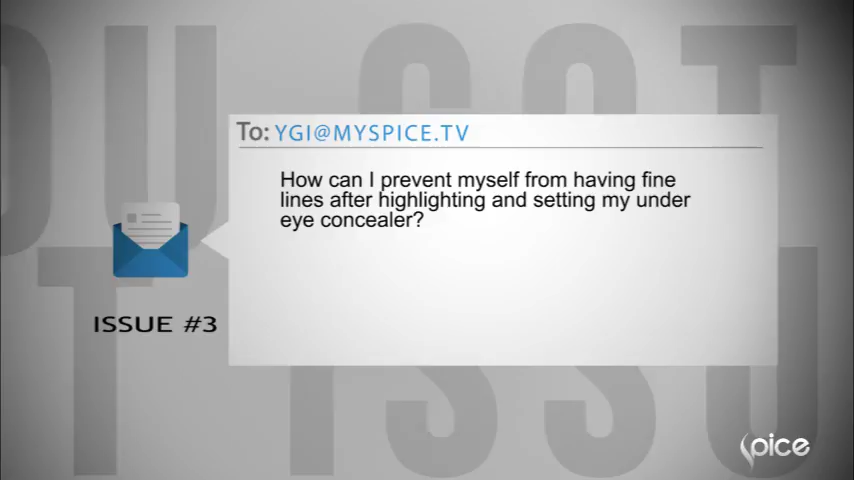 To: YGI@MYSPICE.TV
How can I prevent myself from having fine
lines after highlighting and setting my under
eye concealer?
ISSUE #3
Spice